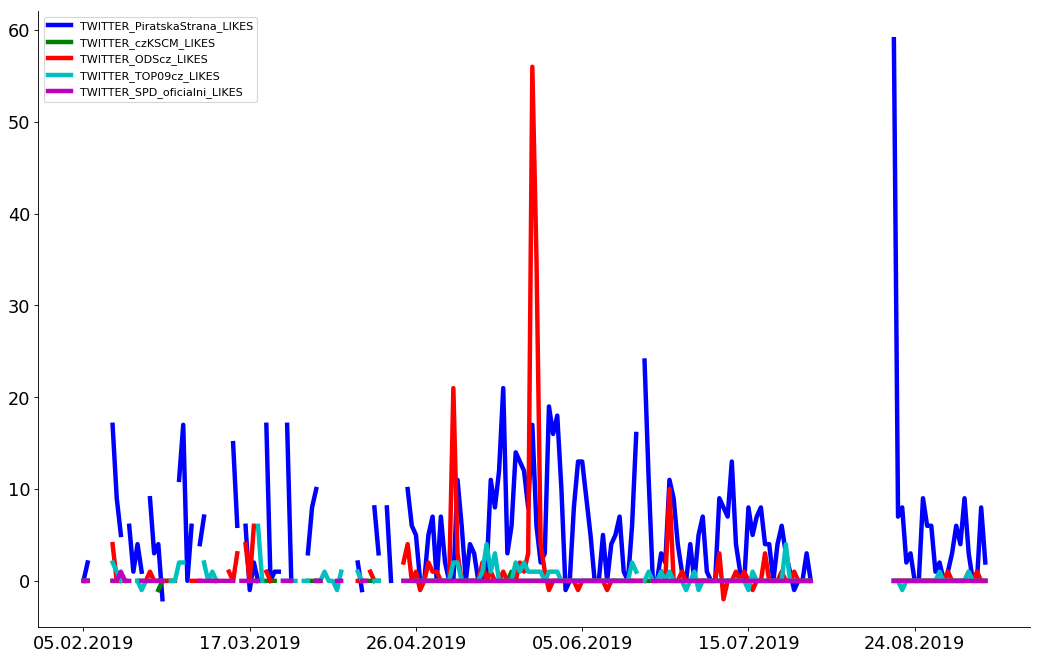 60
50
40
30
20
10
0
TWITTER_PiratskaStrana_LIKES
TWITTER_czKSCM_LIKES
TWITTER_ODScz_LIKES
TWITTER_TOP09cz_LIKES
TWITTER_SPD_oficialni_LIKES
05.02.2019 17.03.2019 26.04.2019 05.06.2019 15.07.2019 24.08.2019